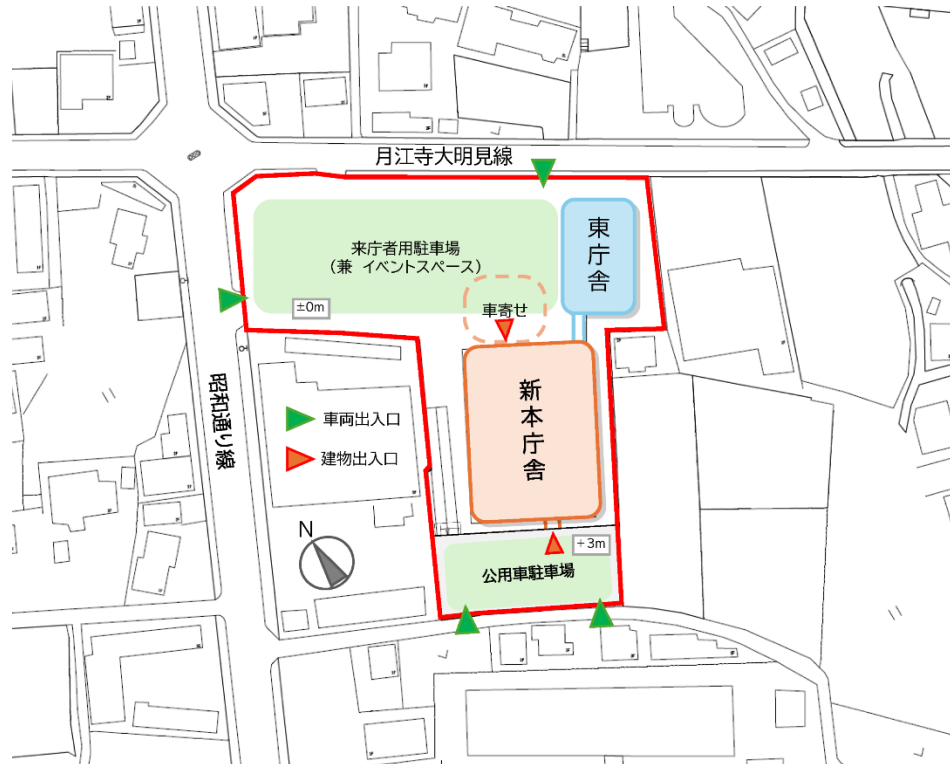 月江寺大明見線
東庁舎
来庁者用駐車場
(兼 イベントスペース)
±0m
車寄せ
昭和通り線
新本庁舎
車両出入口
建物出入口
N
+3m
公用車駐車場